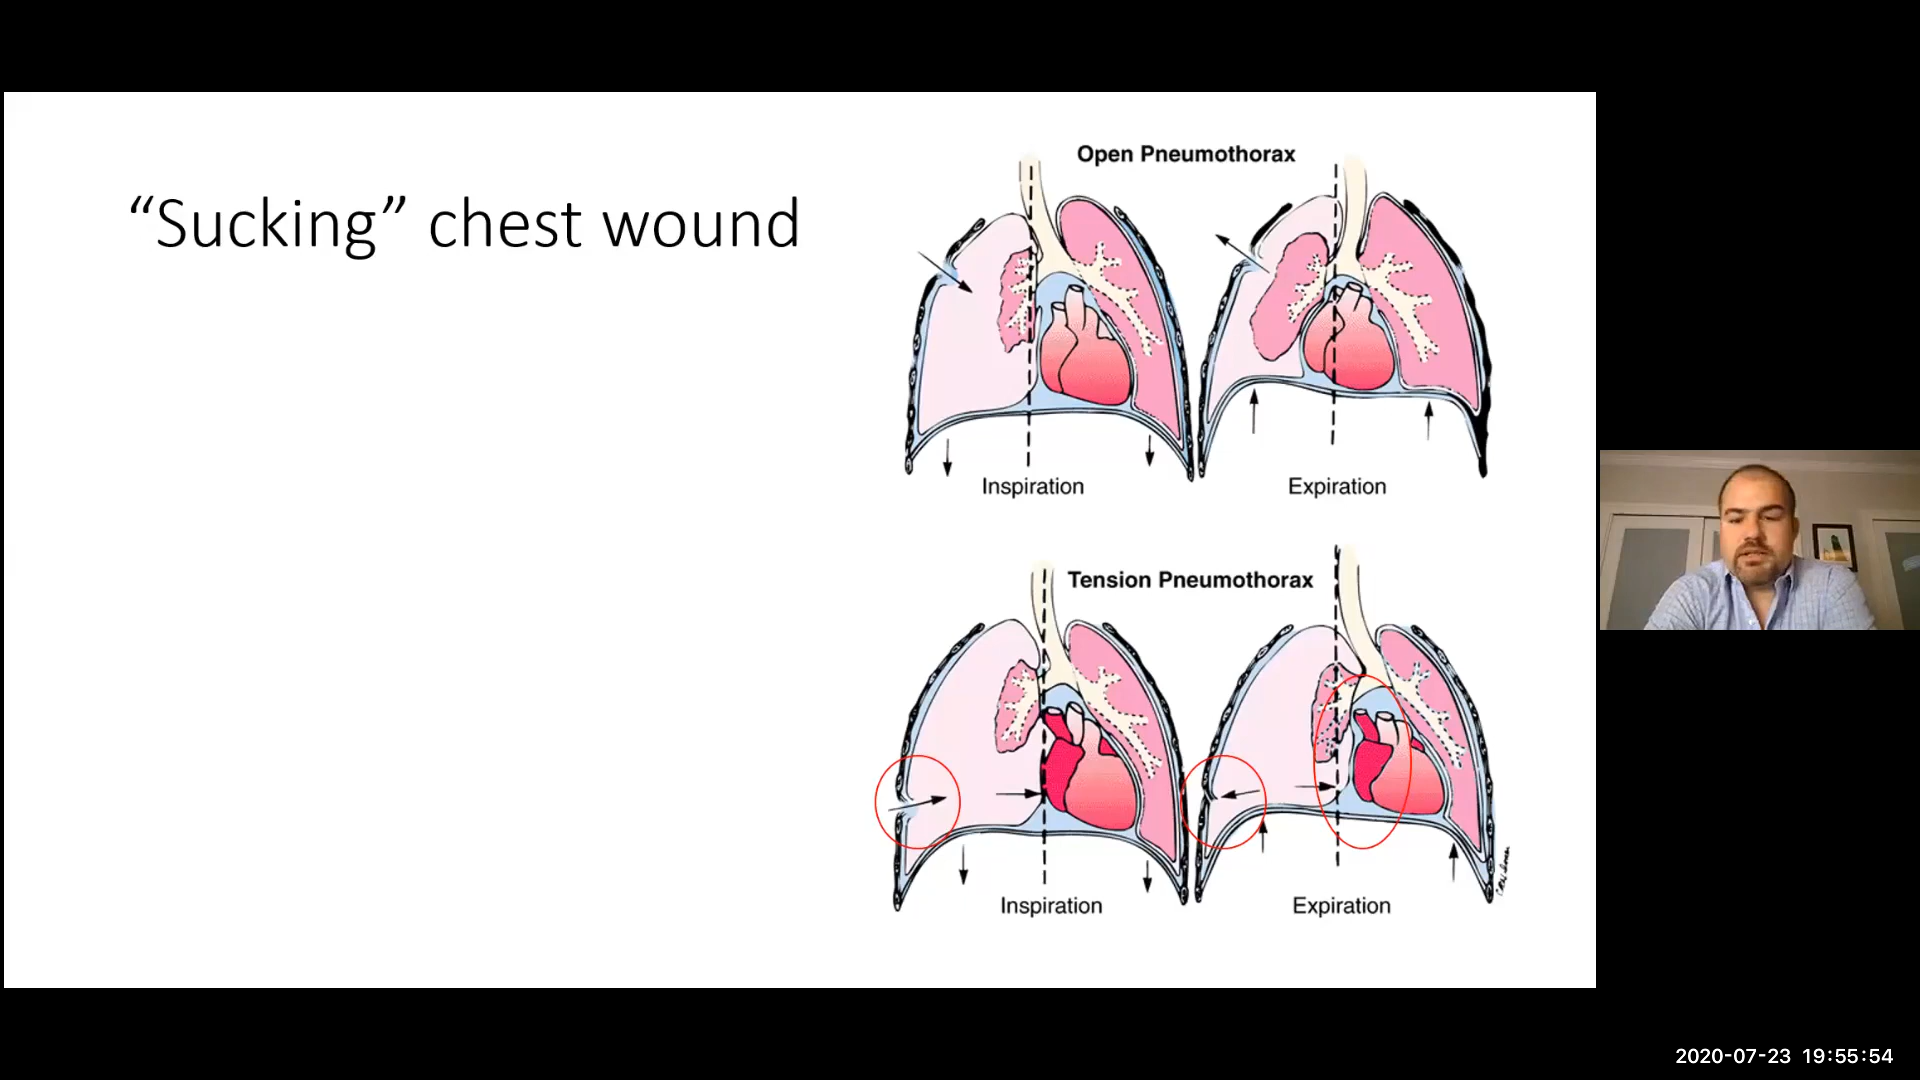 “Sucking” chest wound
Open Pneumothorax
Inspiration
Expiration
Tension Pneumothorax
Inspiration
Expiration
2020-07-23 19:55:54